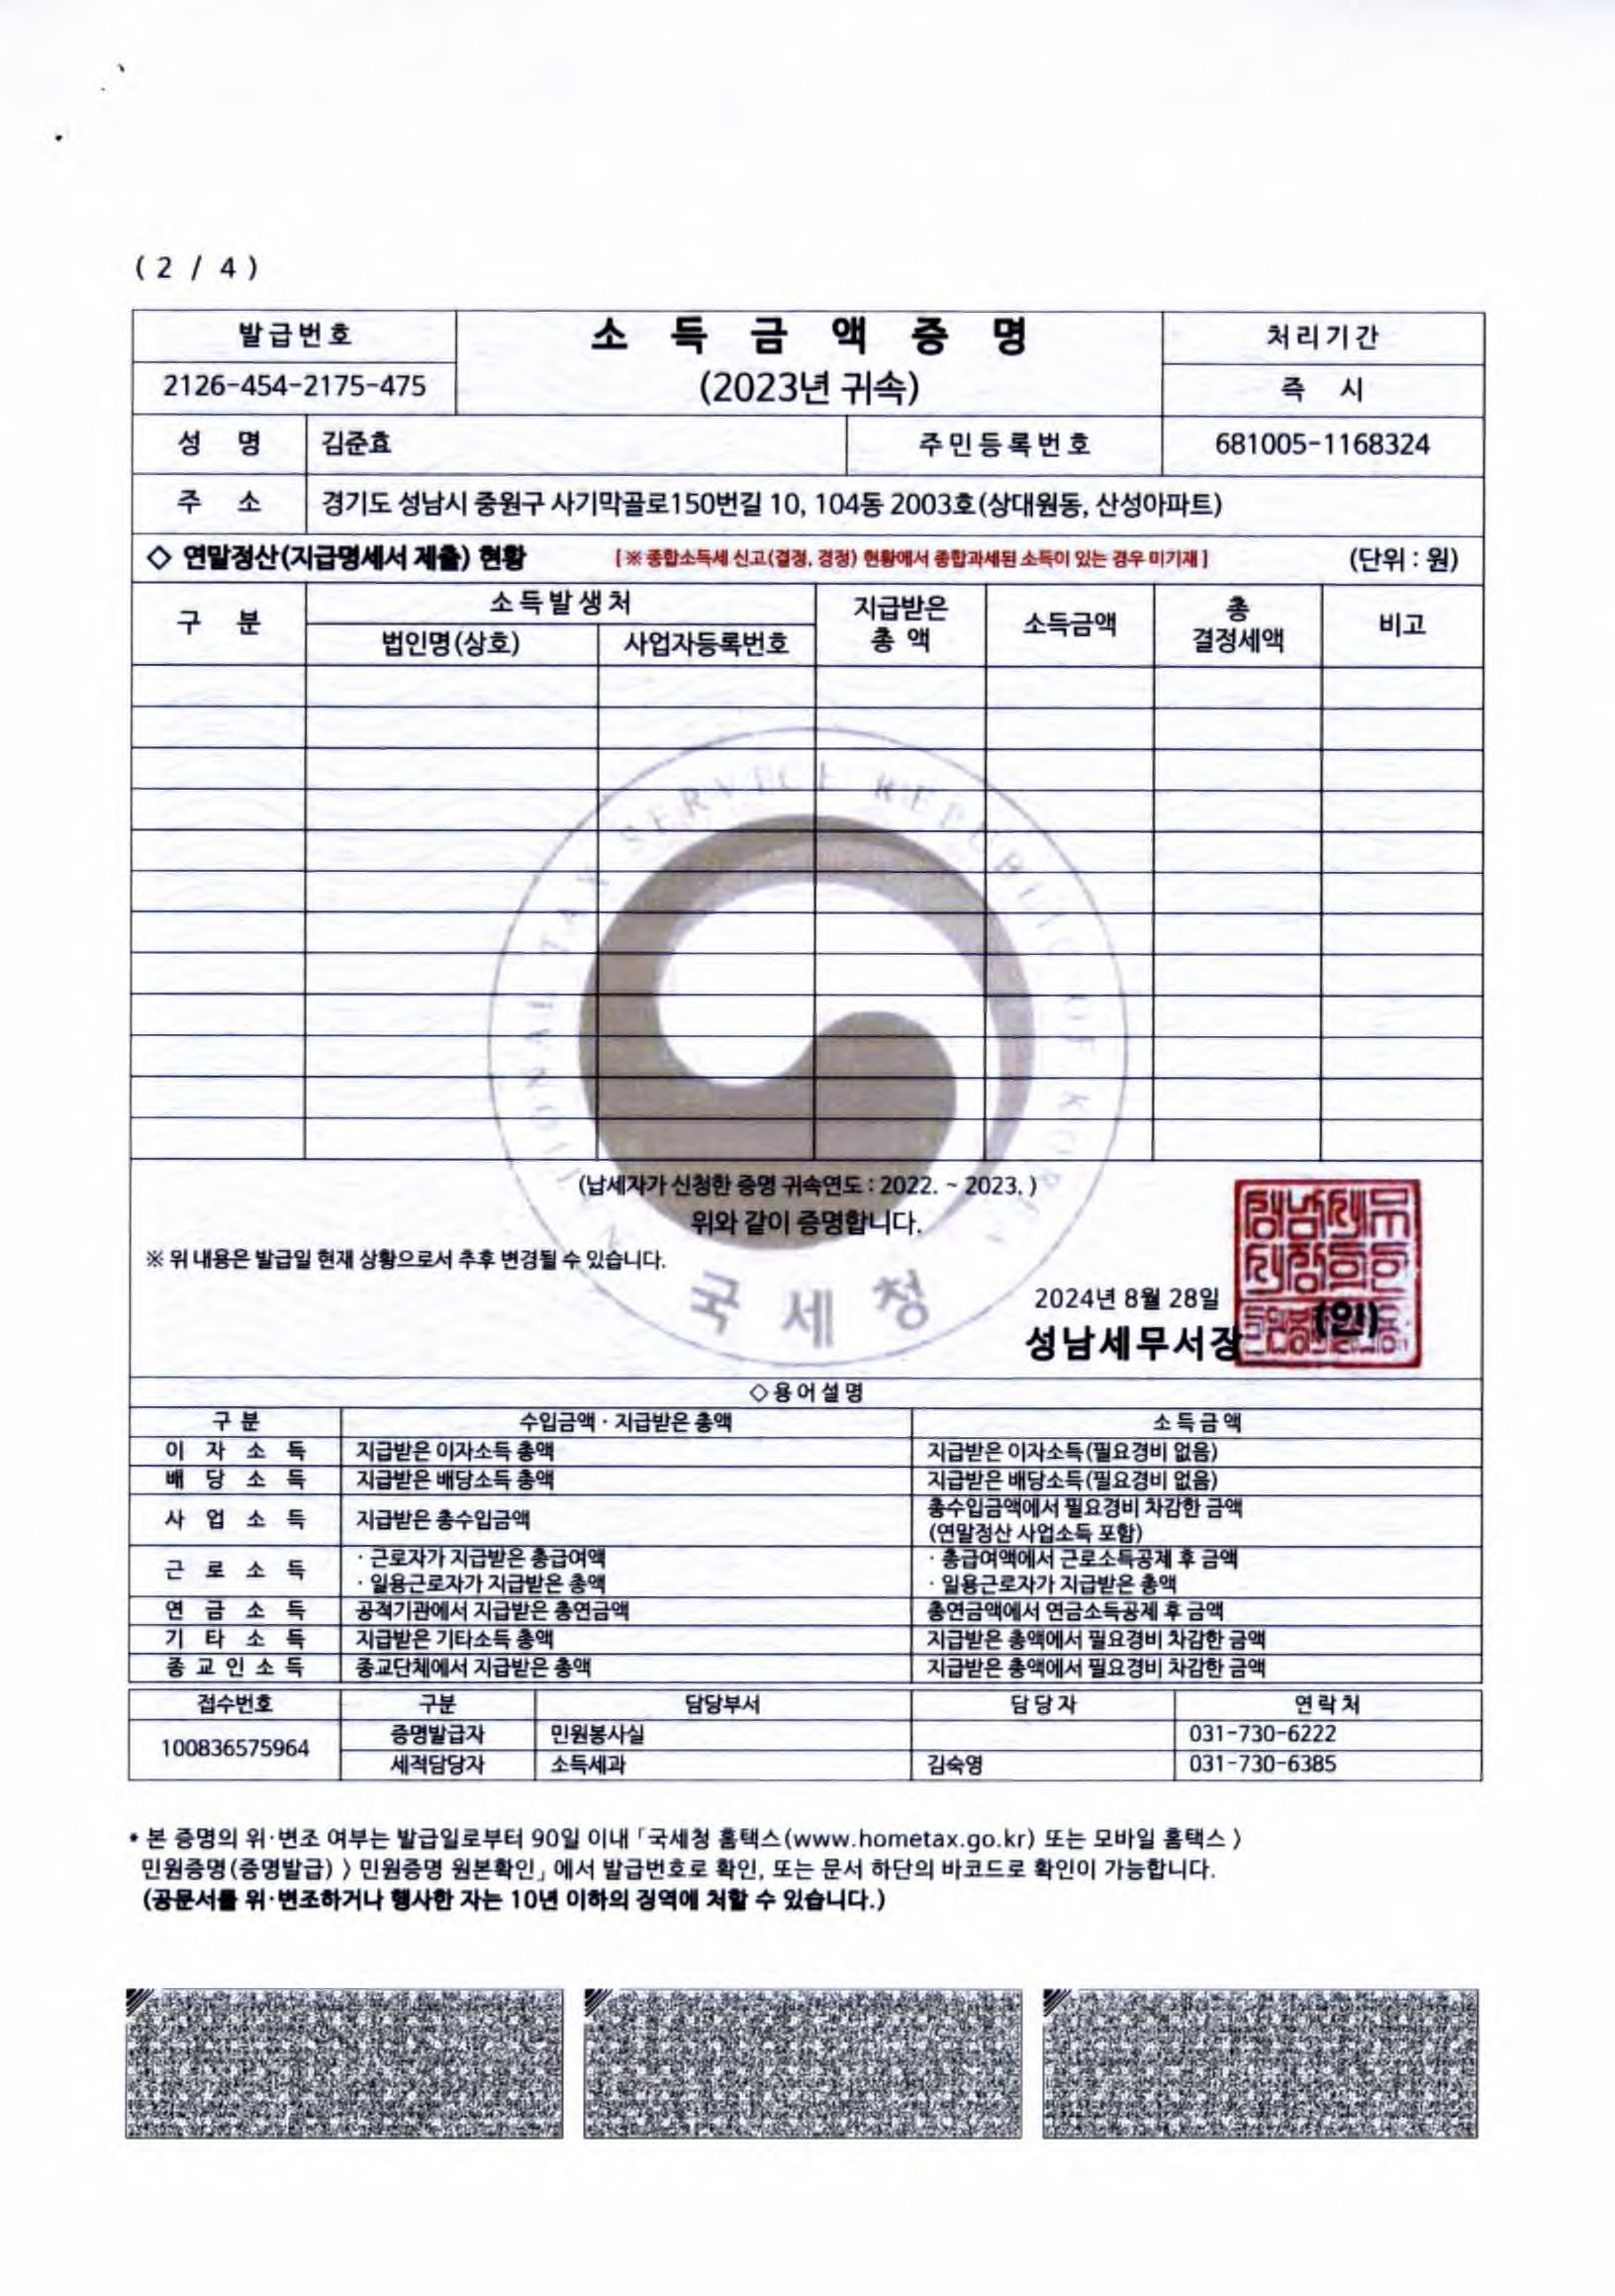 ( 2 / 4 )
발급번호
소 득 금 액 증 명
처리기간
2126-454-2175-475
(2023년 귀속)
즉 시
성 명 김준효 주민등록번호 681005-1168324
주 소 경기도 성남시 중원구 사기막골로150번길 10, 104동 2003호(상대원동, 산성아파트)
◇ 연말정산(지급명세서 제출) 현황 [ ※ 종합소득세 신고(결정, 경정) 현황에서 종합과세된 소득이 있는 경우 미기재 ] (단위 : 원)
구 분 소득발생처 지급받은 총 액 소득금액 총 결정세액 비고
법인명(상호) 사업자등록번호
NATIONAL TAX SERVICE REPUBLIC OF KOREA
(납세자가 신청한 증명 귀속연도 : 2022. ~ 2023. )
위와 같이 증명합니다.
※ 위 내용은 발급일 현재 상황으로서 추후 변경될 수 있습니다.
국세청
2024년 8월 28일
성남세무서장 (인)
◇용어설명
구 분 수입금액 · 지급받은 총액 소 득 금 액
이 자 소 득 지급받은 이자소득 총액 지급받은 이자소득(필요경비 없음)
배 당 소 득 지급받은 배당소득 총액 지급받은 배당소득(필요경비 없음)
사 업 소 득 지급받은 총수입금액 총수입금액에서 필요경비 차감한 금액
(연말정산 사업소득 포함)
근 로 소 득 · 근로자가 지급받은 총급여액 · 총급여액에서 근로소득공제 후 금액
· 일용근로자가 지급받은 총액 · 일용근로자가 지급받은 총액
연 금 소 득 공적기관에서 지급받은 총연금액 총연금액에서 연금소득공제 후 금액
기 타 소 득 지급받은 기타소득 총액 지급받은 총액에서 필요경비 차감한 금액
종 교 인 소 득 종교단체에서 지급받은 총액 지급받은 총액에서 필요경비 차감한 금액
접수번호 구분 담당부서 담 당 자 연 락 처
100836575964 증명발급자 민원봉사실 031-730-6222
세적담당자 소득세과 김숙영 031-730-6385
* 본 증명의 위·변조 여부는 발급일로부터 90일 이내 「국세청 홈택스(www.hometax.go.kr) 또는 모바일 홈택스 〉
민원증명(증명발급) 〉 민원증명 원본확인」에서 발급번호로 확인, 또는 문서 하단의 바코드로 확인이 가능합니다.
(공문서를 위·변조하거나 행사한 자는 10년 이하의 징역에 처할 수 있습니다.)